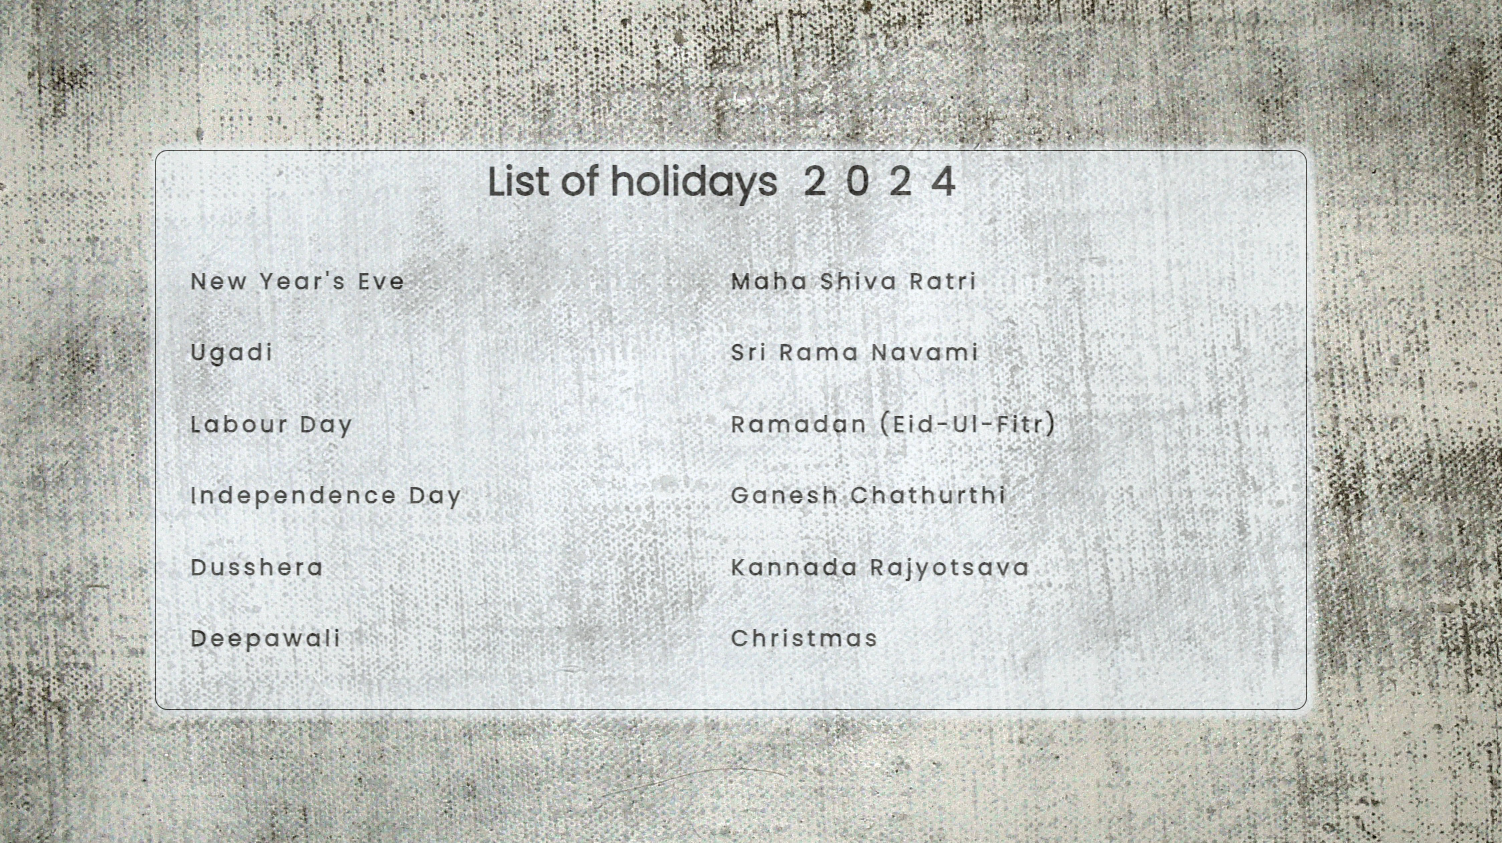 List of holidays 2 0 2 4
New Year's Eve
Maha Shiva Ratri
Ugadi
Sri Rama Navami
Labour Day
Ramadan (Eid-Ul-Fitr)
Independence Day
Ganesh Chathurthi
Dusshera
Kannada Rajyotsava
Deepawali
Christmas